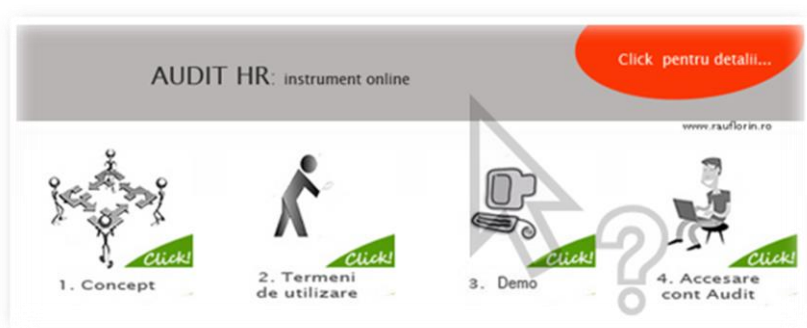 Click pentru detalii...
AUDIT HR: instrument online
www.rauflorin.ro
Click!
1. Concept
Click!
2. Termeni
de utilizare
Click!
3. Demo
?
Click!
4. Accesare
cont Audit